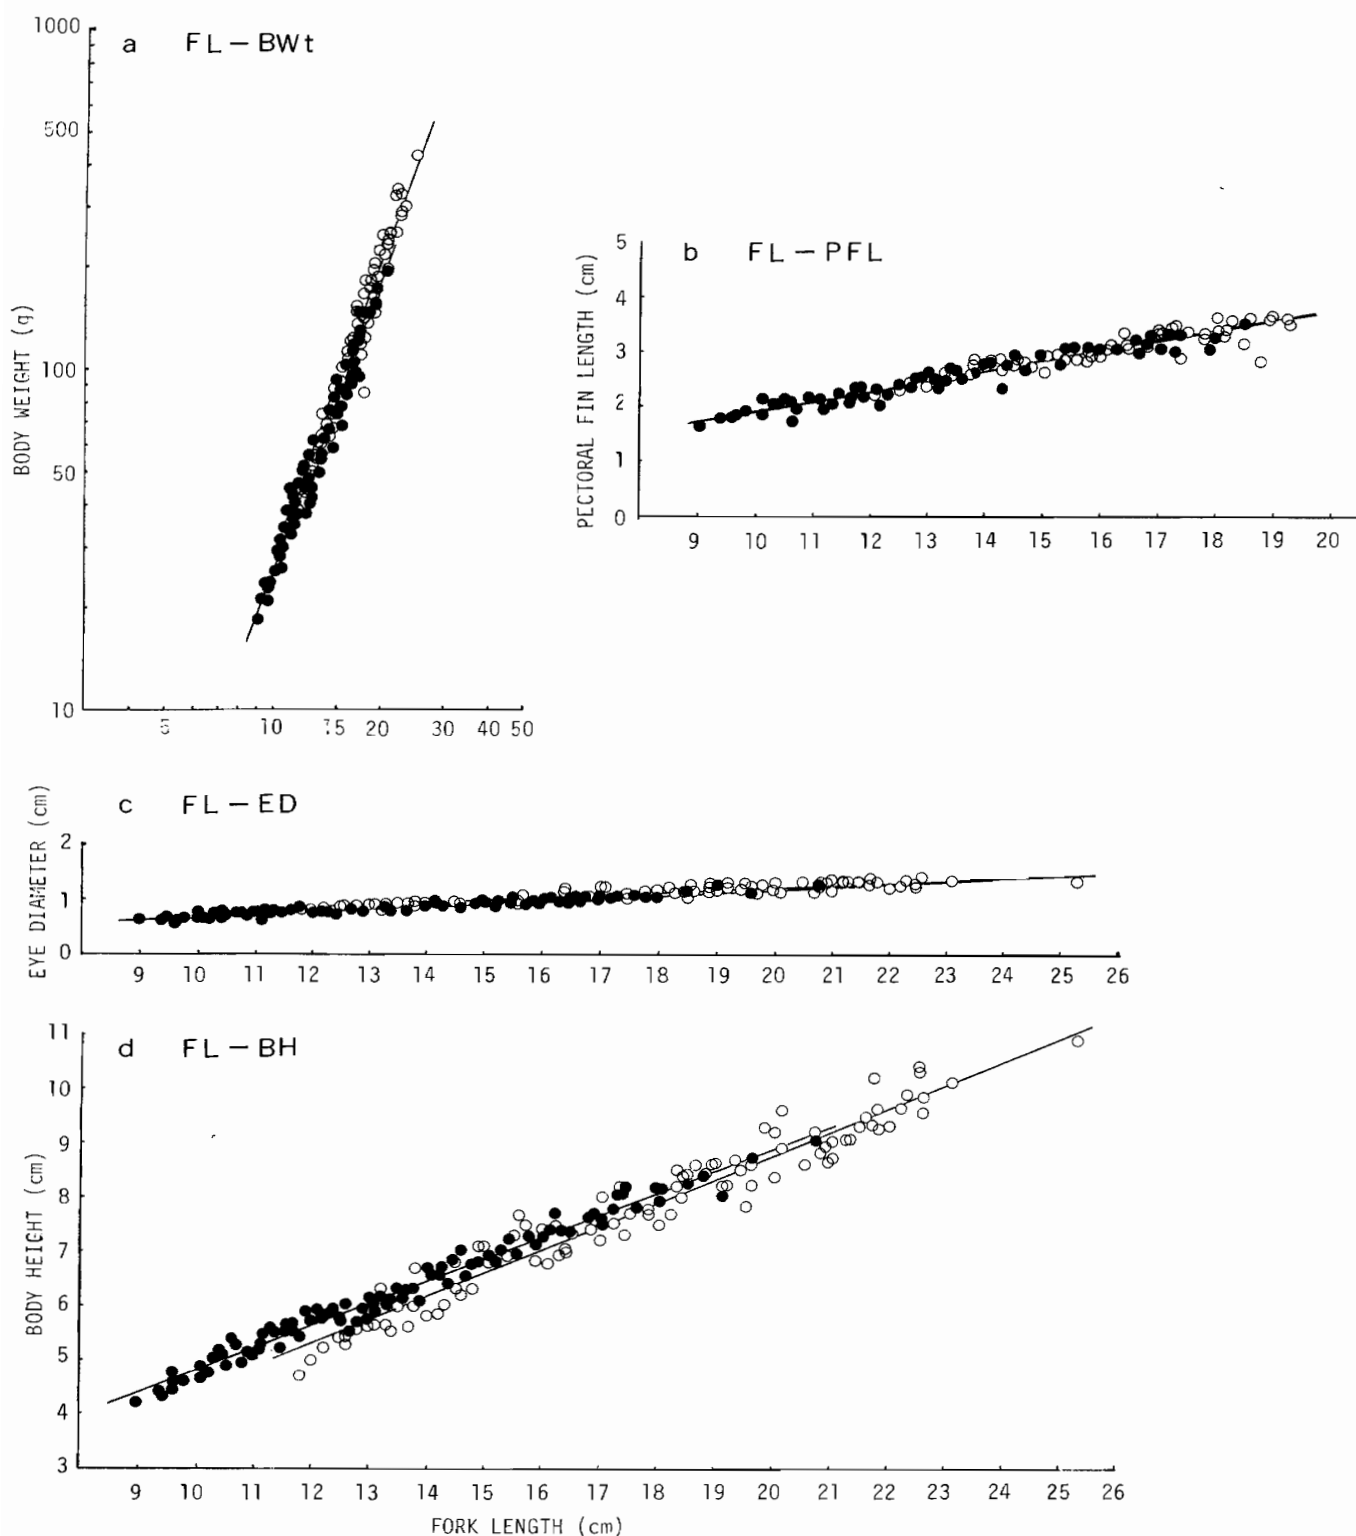 a FL — BWt
1000
500
100
50
10
BODY WEIGHT (g)
5 10 15 20 30 40 50
b FL — PFL
5
4
3
2
1
0
PECTORAL FIN LENGTH (cm)
9 10 11 12 13 14 15 16 17 18 19 20
c FL — ED
2
1
0
EYE DIAMETER (cm)
9 10 11 12 13 14 15 16 17 18 19 20 21 22 23 24 25 26
d FL — BH
11
10
9
8
7
6
5
4
3
BODY HEIGHT (cm)
9 10 11 12 13 14 15 16 17 18 19 20 21 22 23 24 25 26
FORK LENGTH (cm)